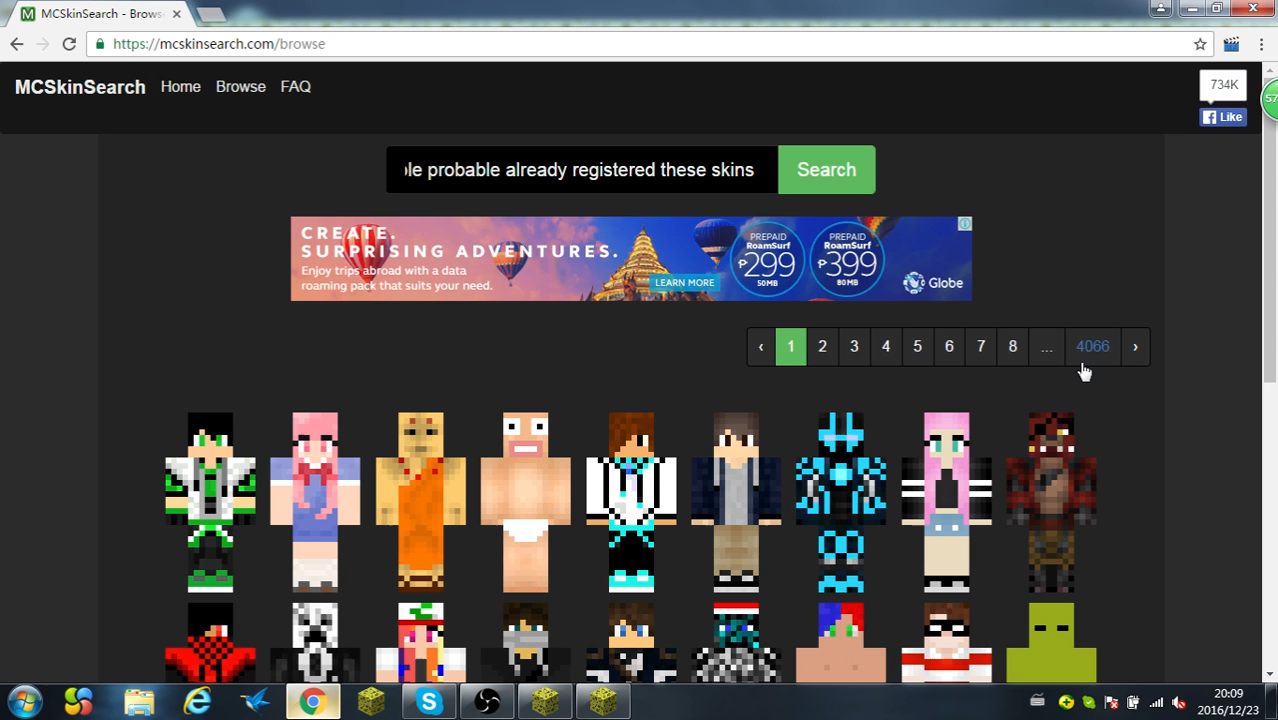 MCSkinSearch - Brows
https://mcskinsearch.com/browse
MCSkinSearch Home Browse FAQ
734K
Like
57
ple probable already registered these skins Search
CREATE.
SURPRISING ADVENTURES.
Enjoy trips abroad with a data
roaming pack that suits your need.
LEARN MORE
PREPAID
RoamSurf
₱299
50MB
PREPAID
RoamSurf
₱399
80MB
Globe
‹ 1 2 3 4 5 6 7 8 ... 4066 ›
20:09
2016/12/23